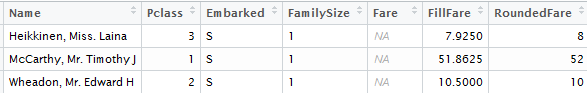 Name Pclass Embarked FamilySize Fare FillFare RoundedFare
Heikkinen, Miss. Laina 3 S 1 NA 7.9250 8
McCarthy, Mr. Timothy J 1 S 1 NA 51.8625 52
Wheadon, Mr. Edward H 2 S 1 NA 10.5000 10